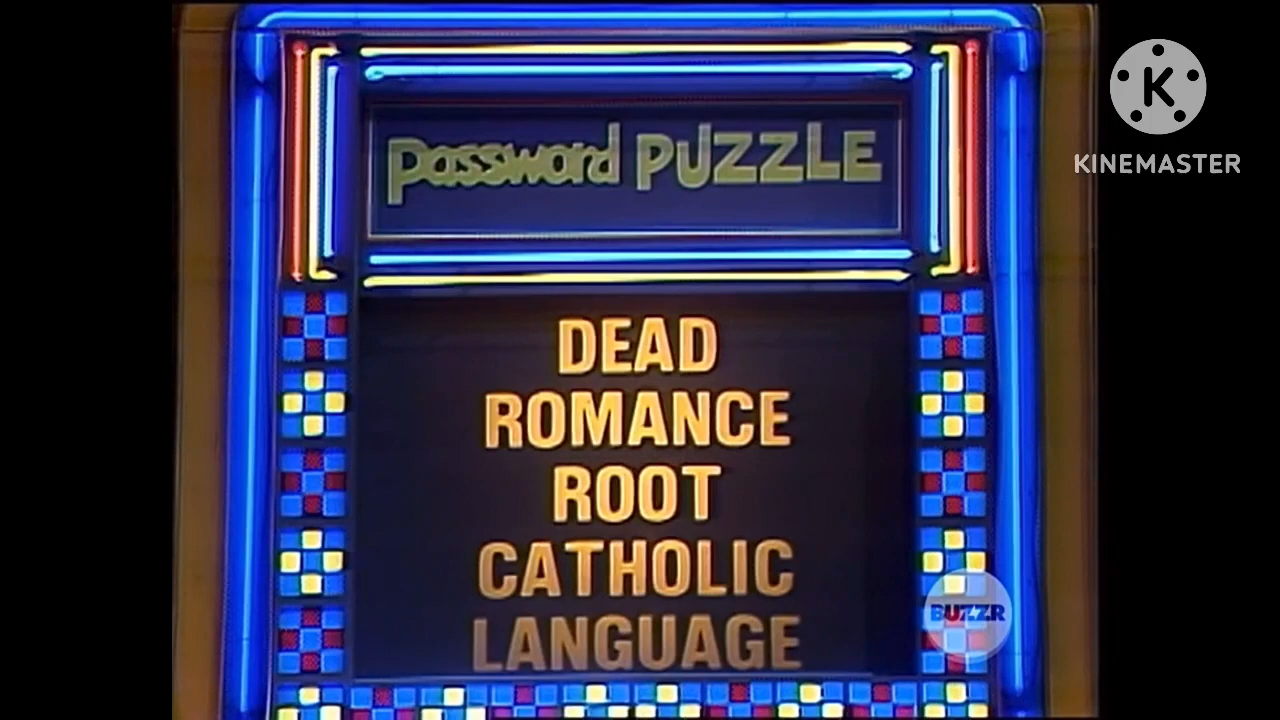 password PUZZLE
DEAD
ROMANCE
ROOT
CATHOLIC
LANGUAGE
K
KINEMASTER
BUZZR